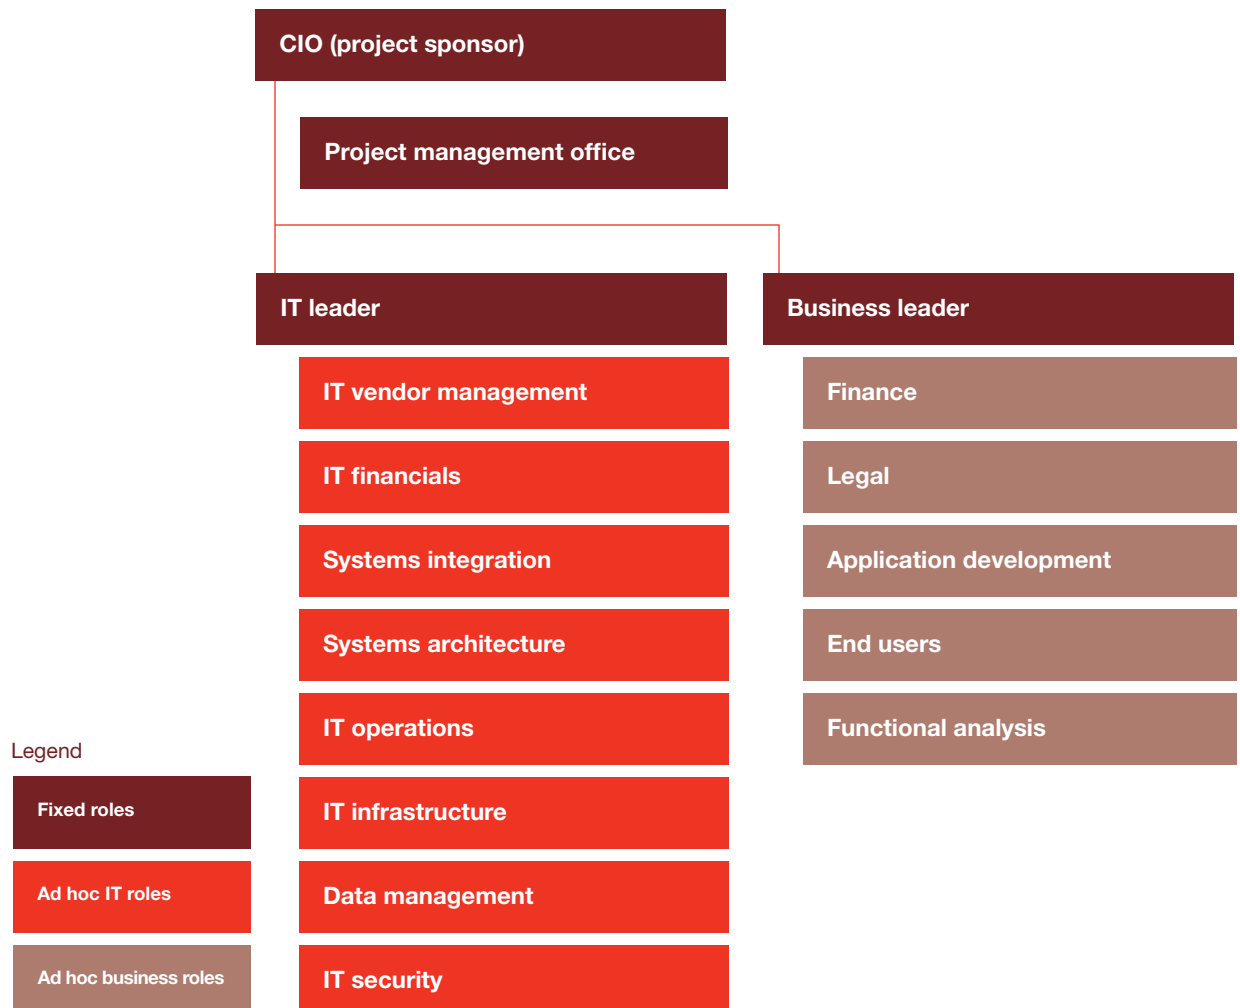 CIO (project sponsor)
Project management office
IT leader
IT vendor management
IT financials
Systems integration
Systems architecture
IT operations
IT infrastructure
Data management
IT security
Business leader
Finance
Legal
Application development
End users
Functional analysis
Legend
Fixed roles
Ad hoc IT roles
Ad hoc business roles